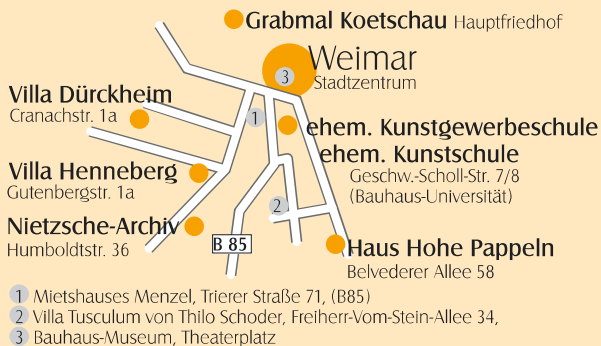 Grabmal Koetschau Hauptfriedhof
Weimar
Stadtzentrum
3
Villa Dürckheim
Cranachstr. 1a
1
ehem. Kunstgewerbeschule
ehem. Kunstschule
Geschw.-Scholl-Str. 7/8
(Bauhaus-Universität)
Villa Henneberg
Gutenbergstr. 1a
2
Nietzsche-Archiv
Humboldtstr. 36
B 85
Haus Hohe Pappeln
Belvederer Allee 58
1 Mietshauses Menzel, Trierer Straße 71, (B85)
2 Villa Tusculum von Thilo Schoder, Freiherr-Vom-Stein-Allee 34,
3 Bauhaus-Museum, Theaterplatz